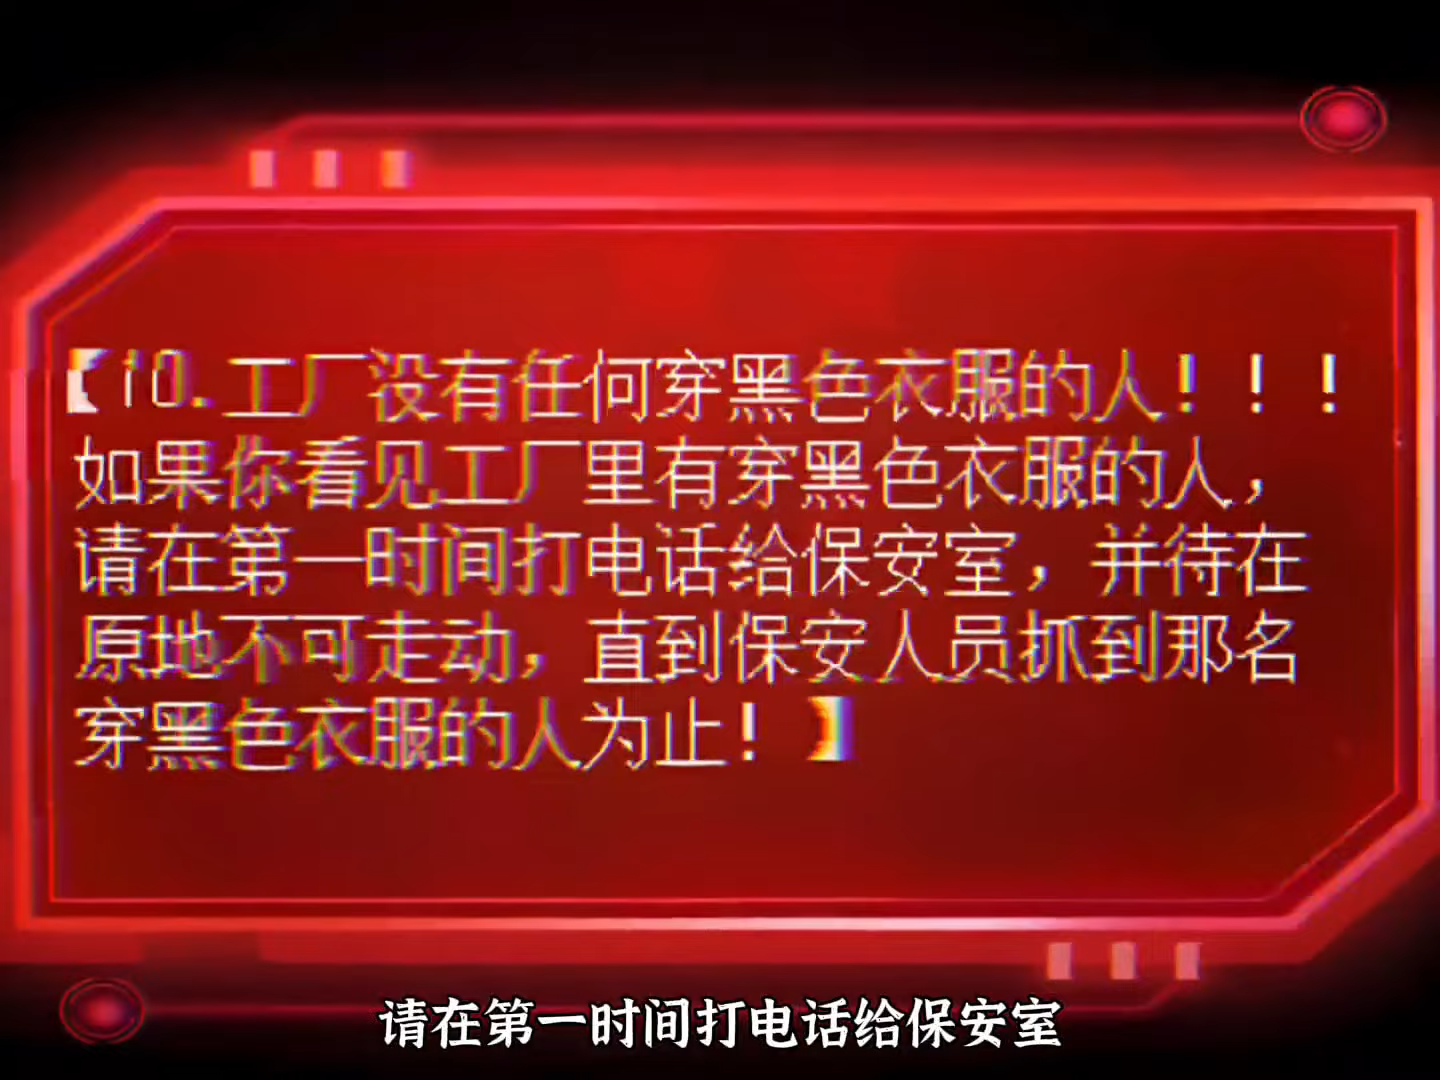 【10.工厂没有任何穿黑色衣服的人！！！
如果你看见工厂里有穿黑色衣服的人，
请在第一时间打电话给保安室，并待在
原地不可走动，直到保安人员抓到那名
穿黑色衣服的人为止！】
请在第一时间打电话给保安室